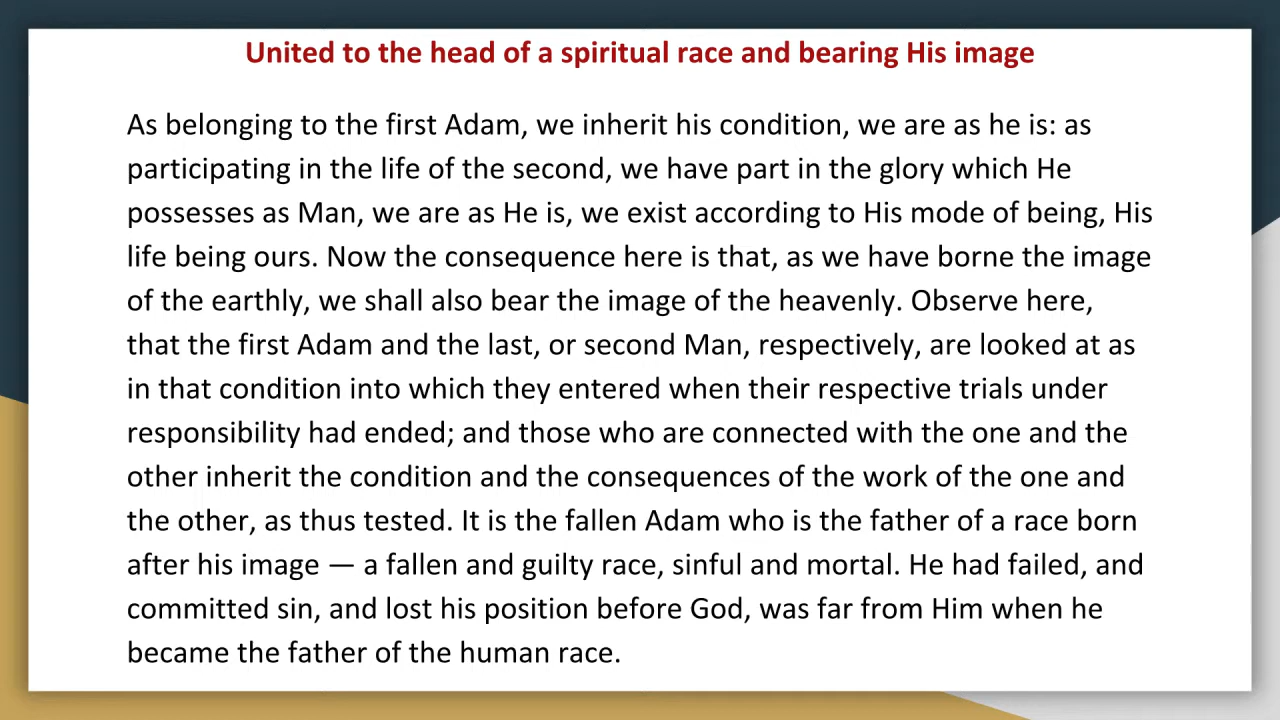 United to the head of a spiritual race and bearing His image
As belonging to the first Adam, we inherit his condition, we are as he is: as
participating in the life of the second, we have part in the glory which He
possesses as Man, we are as He is, we exist according to His mode of being, His
life being ours. Now the consequence here is that, as we have borne the image
of the earthly, we shall also bear the image of the heavenly. Observe here,
that the first Adam and the last, or second Man, respectively, are looked at as
in that condition into which they entered when their respective trials under
responsibility had ended; and those who are connected with the one and the
other inherit the condition and the consequences of the work of the one and
the other, as thus tested. It is the fallen Adam who is the father of a race born
after his image — a fallen and guilty race, sinful and mortal. He had failed, and
committed sin, and lost his position before God, was far from Him when he
became the father of the human race.